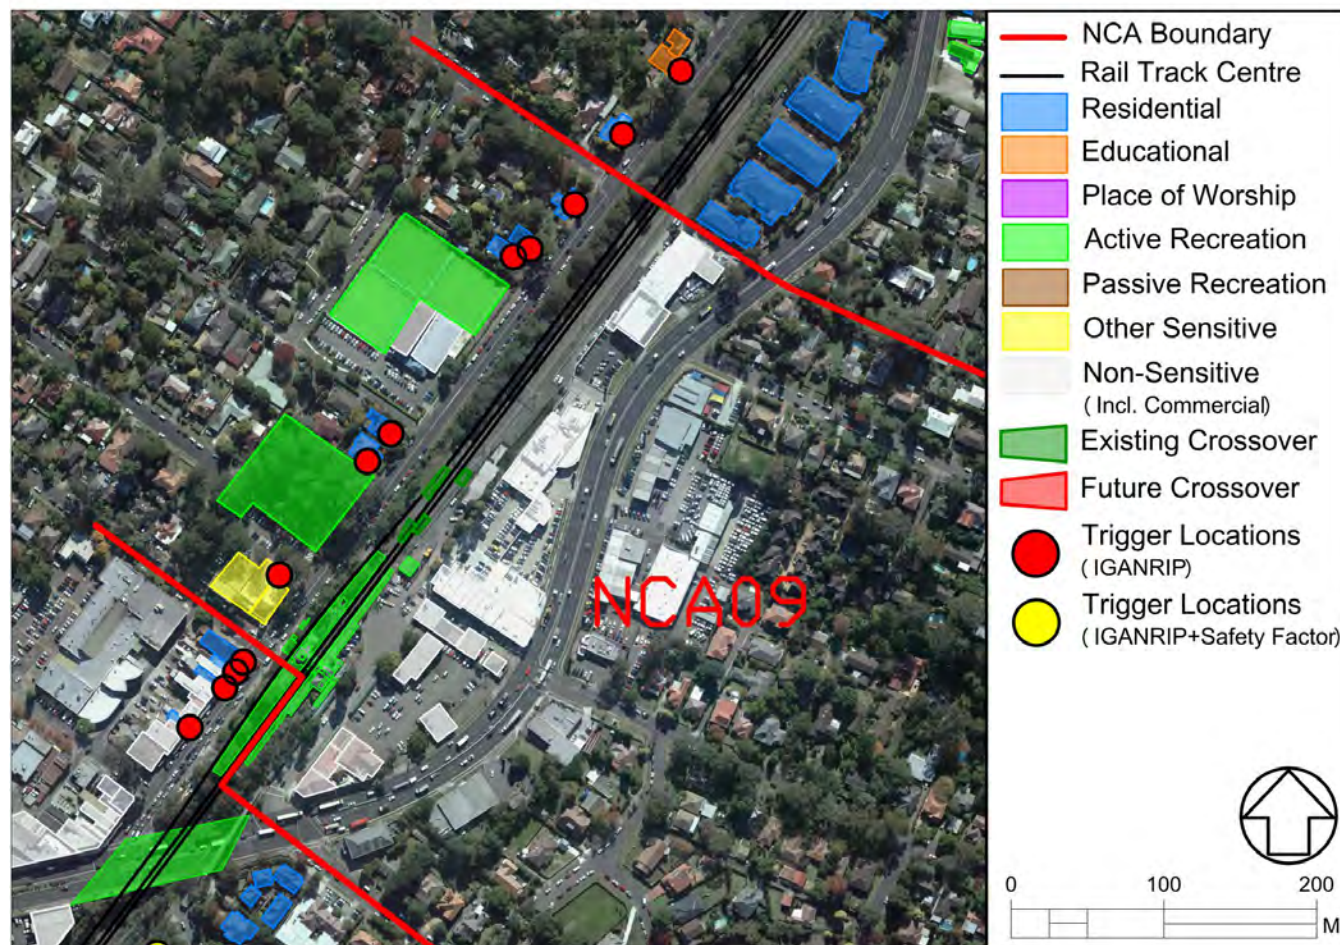 NCA Boundary
Rail Track Centre
Residential
Educational
Place of Worship
Active Recreation
Passive Recreation
Other Sensitive
Non-Sensitive
( Incl. Commercial)
Existing Crossover
Future Crossover
Trigger Locations
( IGANRIP)
Trigger Locations
( IGANRIP+Safety Factor)
NCA09
0 100 200
M